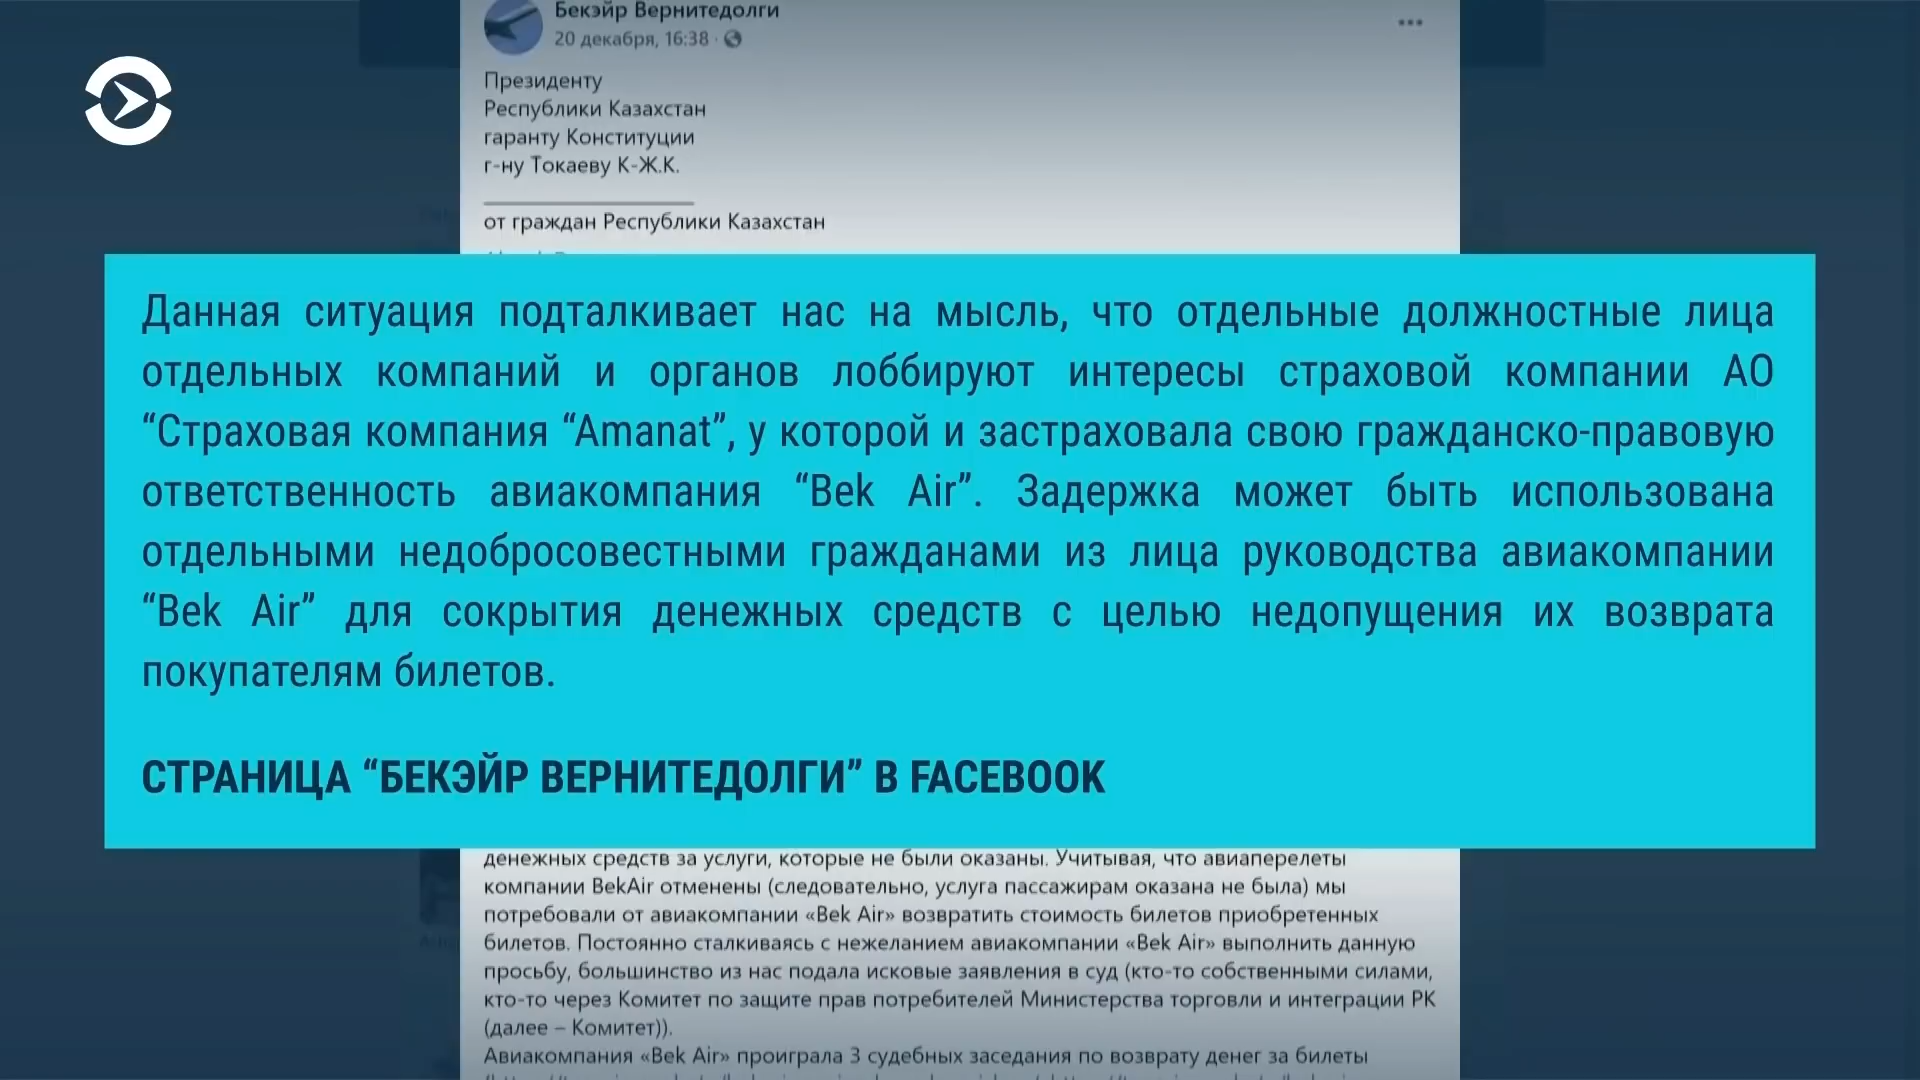 Бекэйр Вернитедолги
20 декабря, 16:38 ·
Президенту
Республики Казахстан
гаранту Конституции
г-ну Токаеву К-Ж.К.
от граждан Республики Казахстан
Данная ситуация подталкивает нас на мысль, что отдельные должностные лица
отдельных компаний и органов лоббируют интересы страховой компании АО
“Страховая компания “Amanat”, у которой и застраховала свою гражданско-правовую
ответственность авиакомпания “Bek Air”. Задержка может быть использована
отдельными недобросовестными гражданами из лица руководства авиакомпании
“Bek Air” для сокрытия денежных средств с целью недопущения их возврата
покупателям билетов.
СТРАНИЦА “БЕКЭЙР ВЕРНИТЕДОЛГИ” В FACEBOOK
денежных средств за услуги, которые не были оказаны. Учитывая, что авиаперелеты
компании BekAir отменены (следовательно, услуга пассажирам оказана не была) мы
потребовали от авиакомпании «Bek Air» возвратить стоимость билетов приобретенных
билетов. Постоянно сталкиваясь с нежеланием авиакомпании «Bek Air» выполнить данную
просьбу, большинство из нас подала исковые заявления в суд (кто-то собственными силами,
кто-то через Комитет по защите прав потребителей Министерства торговли и интеграции РК
(далее – Комитет)).
Авиакомпания «Bek Air» проиграла 3 судебных заседания по возврату денег за билеты